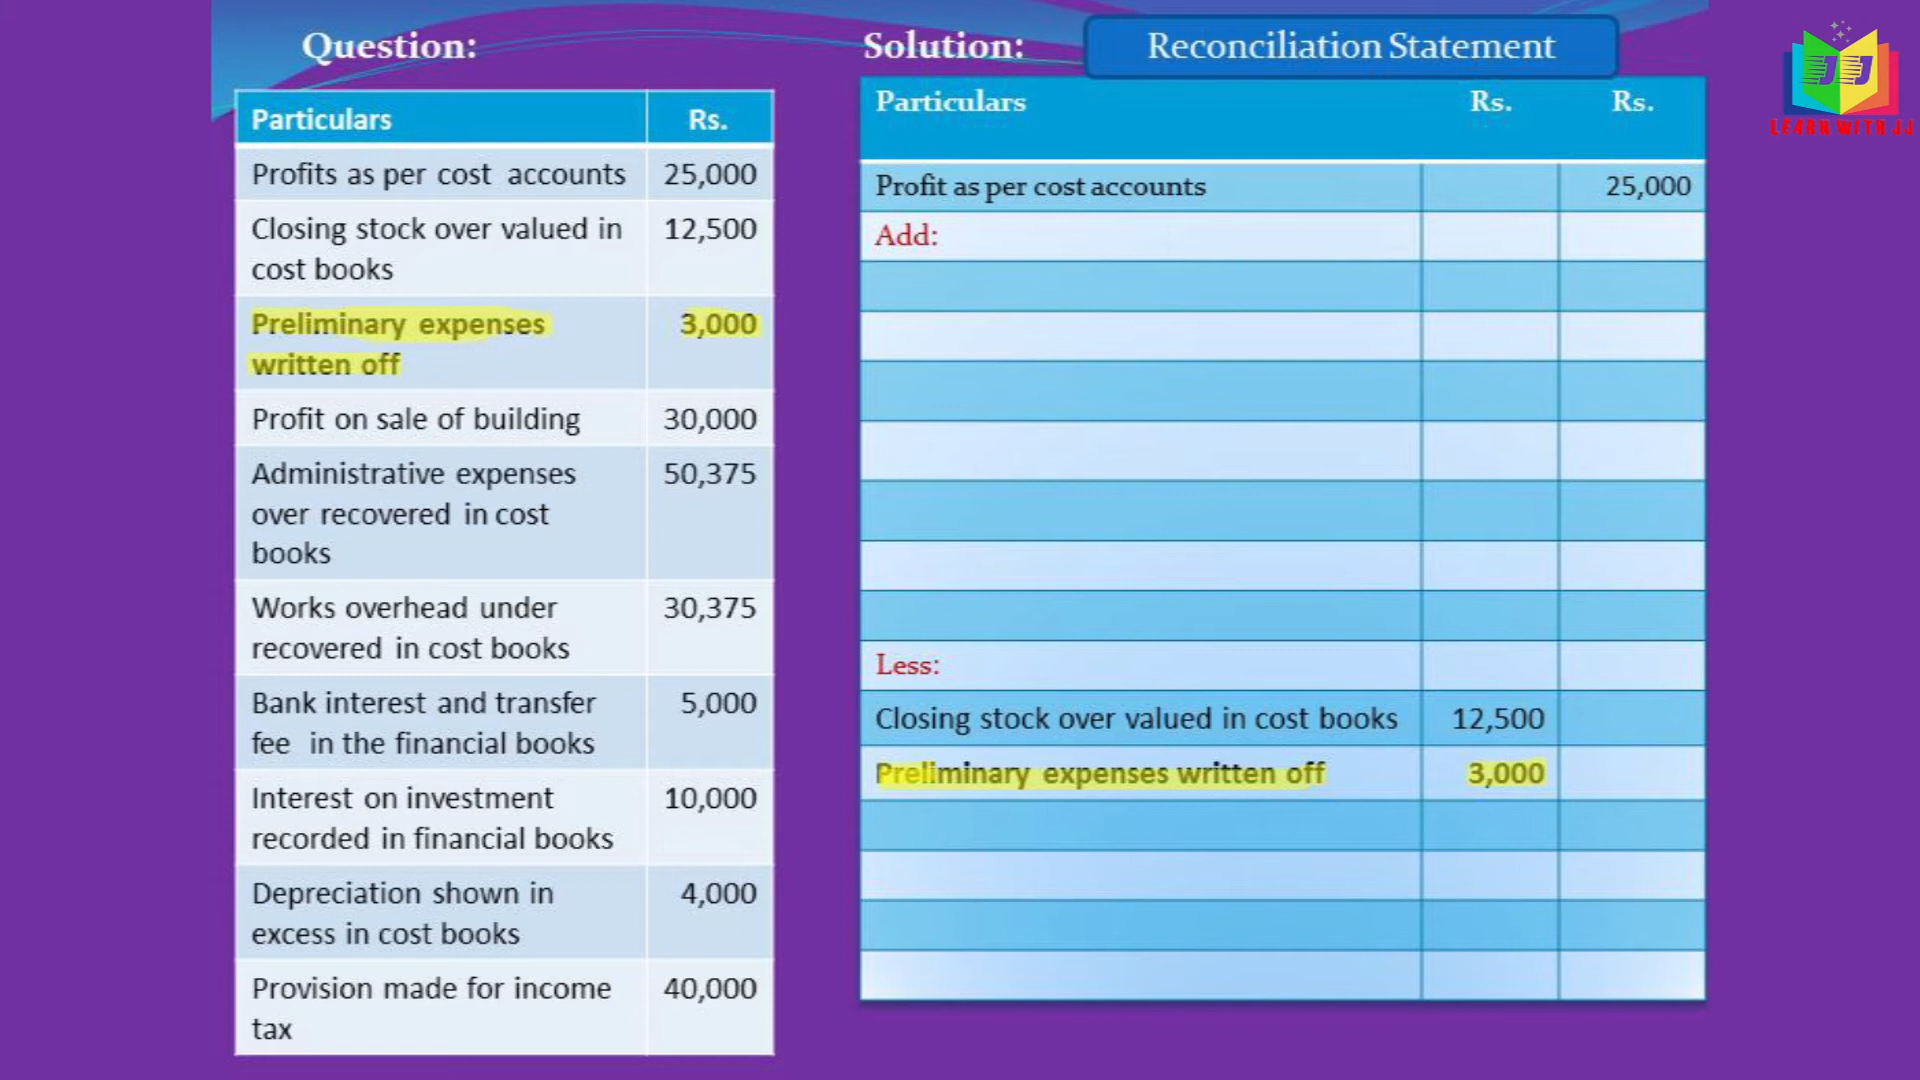 Question:
Particulars Rs.
Profits as per cost accounts 25,000
Closing stock over valued in 12,500
cost books
Preliminary expenses 3,000
written off
Profit on sale of building 30,000
Administrative expenses 50,375
over recovered in cost
books
Works overhead under 30,375
recovered in cost books
Bank interest and transfer 5,000
fee in the financial books
Interest on investment 10,000
recorded in financial books
Depreciation shown in 4,000
excess in cost books
Provision made for income 40,000
tax
Solution: Reconciliation Statement
Particulars Rs. Rs.
Profit as per cost accounts 25,000
Add:
Less:
Closing stock over valued in cost books 12,500
Preliminary expenses written off 3,000
JJ
LEARN WITH JJ